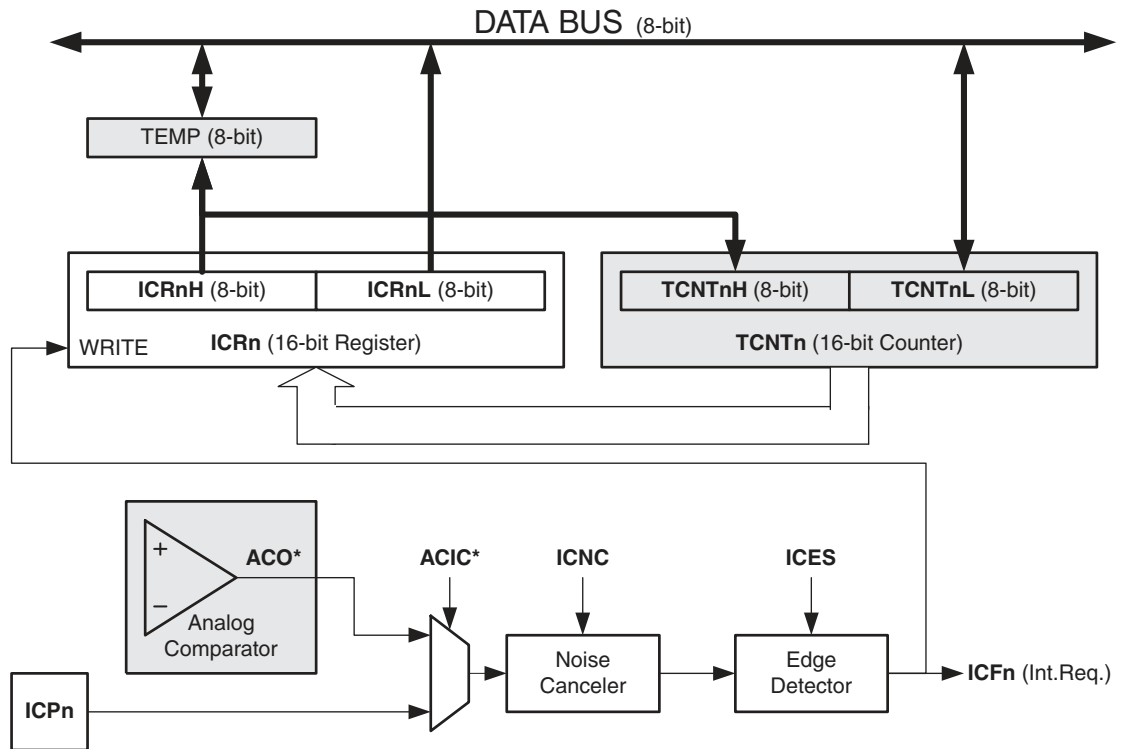 DATA BUS (8-bit)
TEMP (8-bit)
ICRnH (8-bit) ICRnL (8-bit) TCNTnH (8-bit) TCNTnL (8-bit)
WRITE ICRn (16-bit Register) TCNTn (16-bit Counter)
+
ACO* ACIC* ICNC ICES
−
Analog
Comparator
Noise
Canceler
Edge
Detector
ICFn (Int.Req.)
ICPn